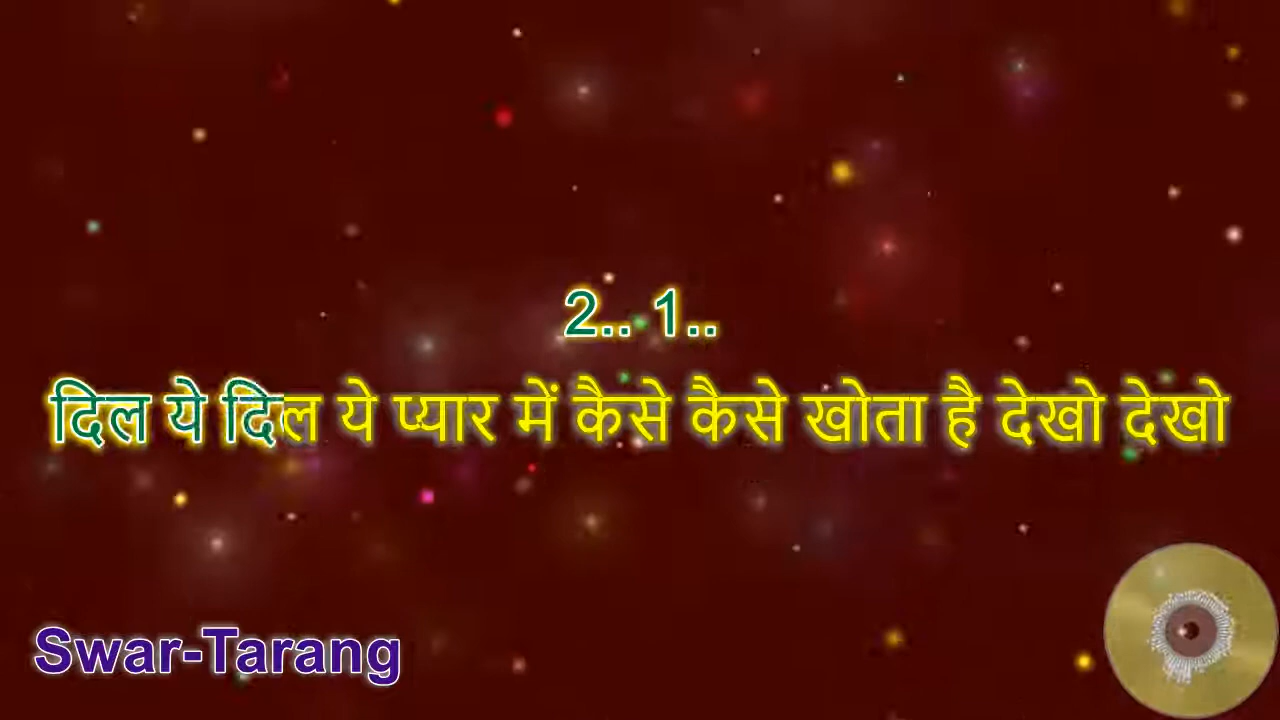 2.. 1..
दिल ये दिल ये प्यार में कैसे कैसे खोता है देखो देखो
Swar-Tarang